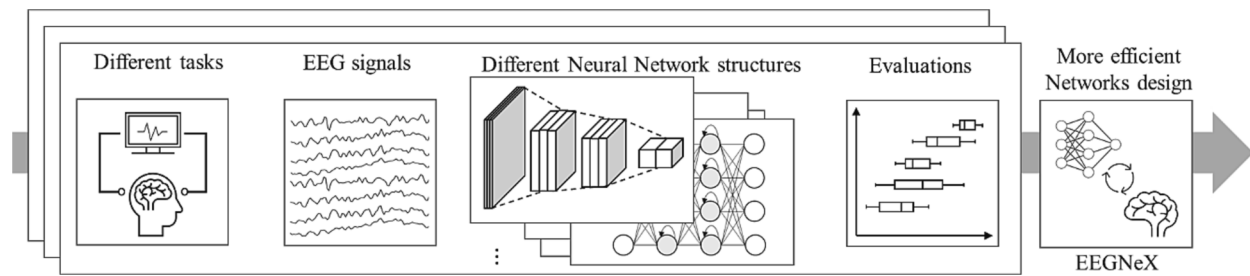 Different tasks
EEG signals
Different Neural Network structures
Evaluations
More efficient
Networks design
EEGNeX